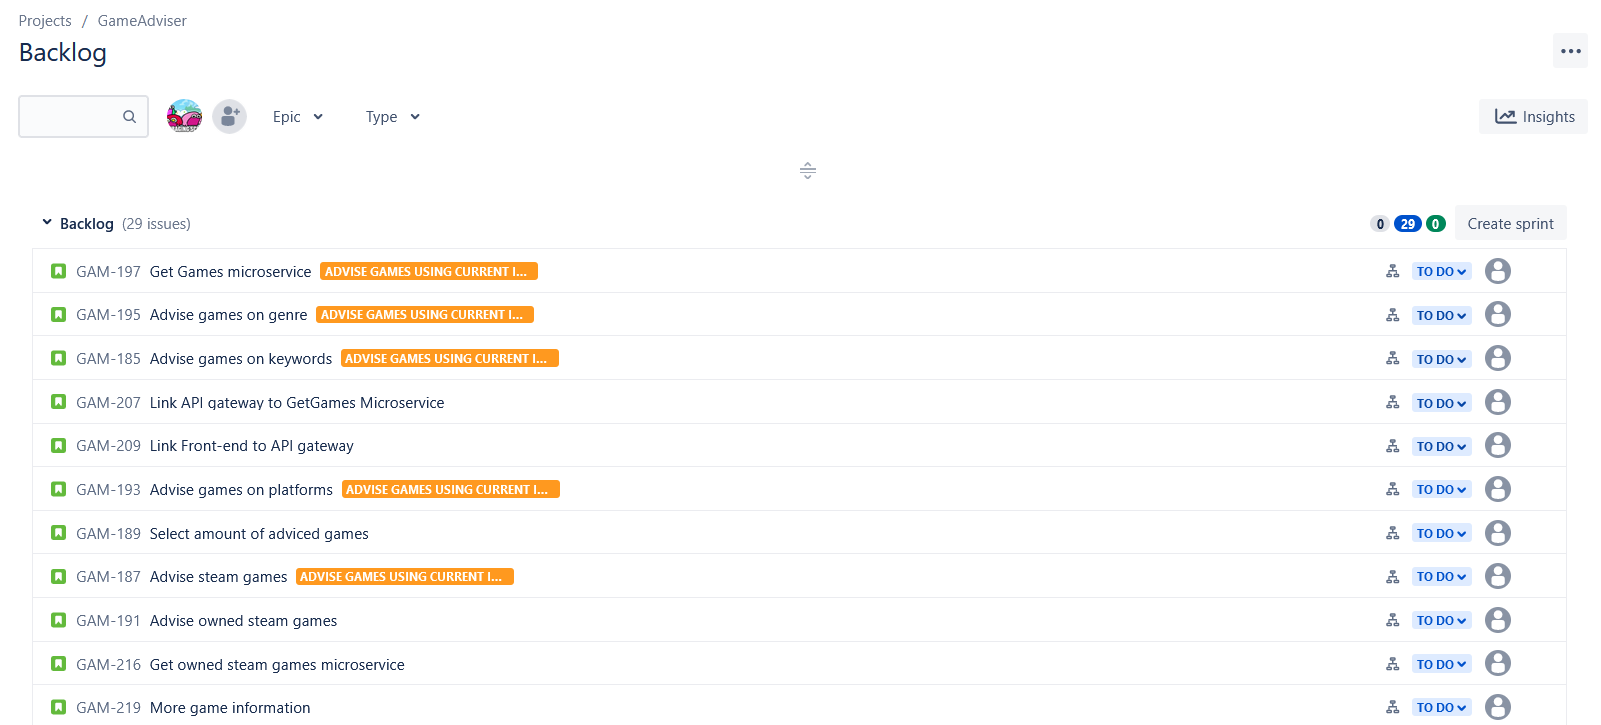 Projects / GameAdviser
Backlog
Epic Type Insights
Backlog (29 issues) 0 29 0 Create sprint
GAM-197 Get Games microservice ADVISE GAMES USING CURRENT I... TO DO
GAM-195 Advise games on genre ADVISE GAMES USING CURRENT I... TO DO
GAM-185 Advise games on keywords ADVISE GAMES USING CURRENT I... TO DO
GAM-207 Link API gateway to GetGames Microservice TO DO
GAM-209 Link Front-end to API gateway TO DO
GAM-193 Advise games on platforms ADVISE GAMES USING CURRENT I... TO DO
GAM-189 Select amount of adviced games TO DO
GAM-187 Advise steam games ADVISE GAMES USING CURRENT I... TO DO
GAM-191 Advise owned steam games TO DO
GAM-216 Get owned steam games microservice TO DO
GAM-219 More game information TO DO